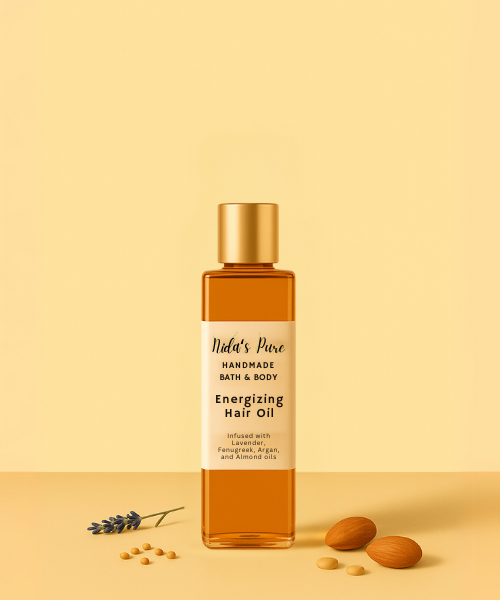 Nida's Pure
HANDMADE
BATH & BODY
Energizing
Hair Oil
Infused with
Lavender,
Fenugreek, Argan,
and Almond oils